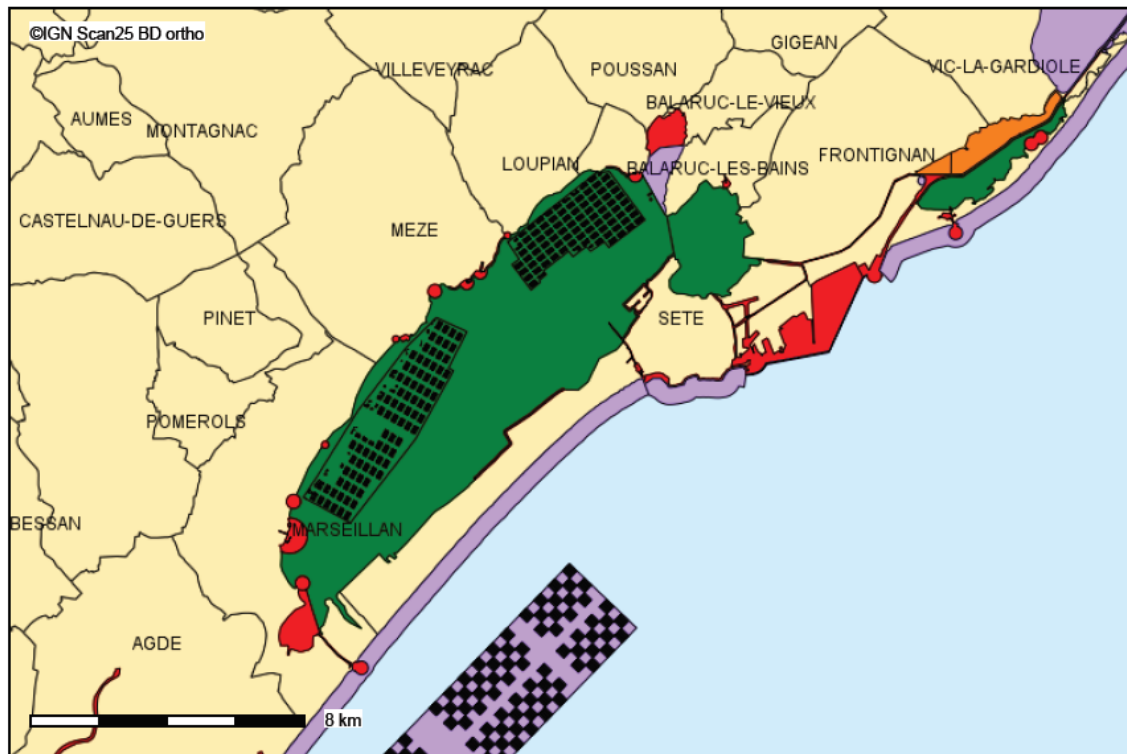 ©IGN Scan25 BD ortho
GIGEAN
VILLEVEYRAC
POUSSAN
VIC-LA-GARDIOLE
BALARUC-LE-VIEUX
AUMES
MONTAGNAC
LOUPIAN
BALARUC-LES-BAINS
FRONTIGNAN
CASTELNAU-DE-GUERS
MEZE
PINET
SETE
POMEROLS
BESSAN
MARSEILLAN
AGDE
8 km